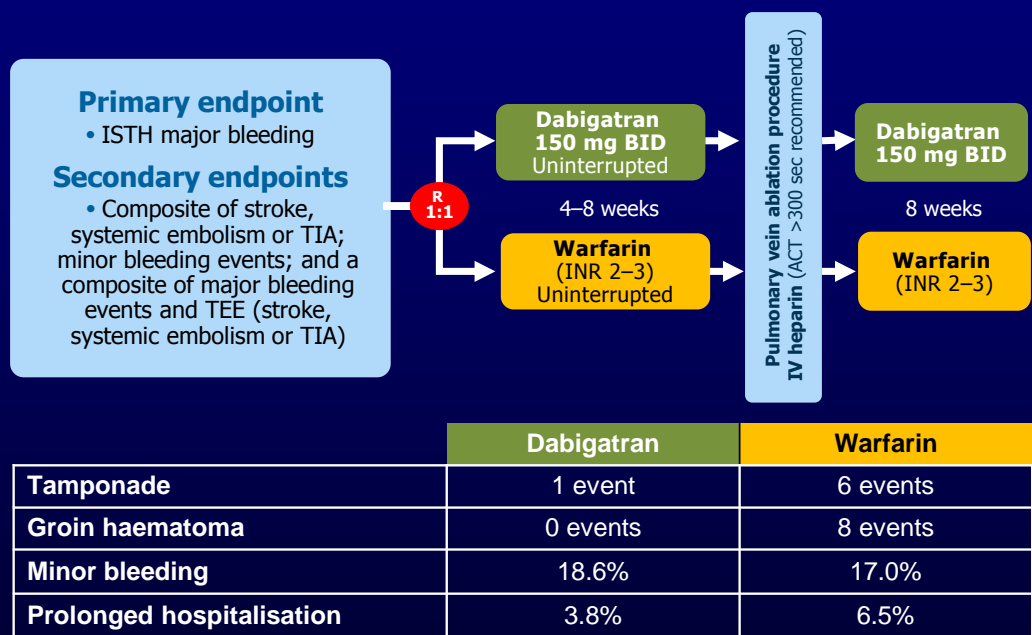 Primary endpoint
• ISTH major bleeding
Secondary endpoints
• Composite of stroke,
systemic embolism or TIA;
minor bleeding events; and a
composite of major bleeding
events and TEE (stroke,
systemic embolism or TIA)
R
1:1
Dabigatran
150 mg BID
Uninterrupted
4–8 weeks
Warfarin
(INR 2–3)
Uninterrupted
Pulmonary vein ablation procedure
IV heparin (ACT >300 sec recommended)
Dabigatran
150 mg BID
8 weeks
Warfarin
(INR 2–3)
Dabigatran Warfarin
Tamponade 1 event 6 events
Groin haematoma 0 events 8 events
Minor bleeding 18.6% 17.0%
Prolonged hospitalisation 3.8% 6.5%